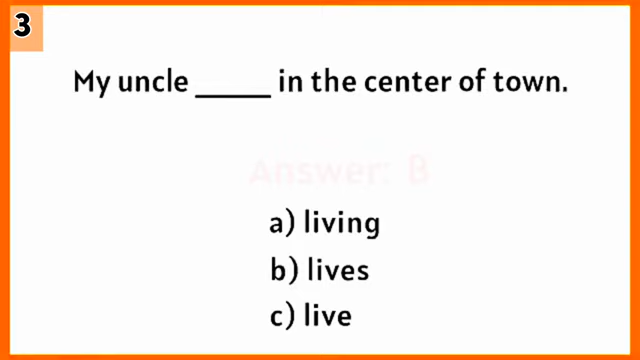 3
My uncle _____ in the center of town.
Answer: B
a) living
b) lives
c) live